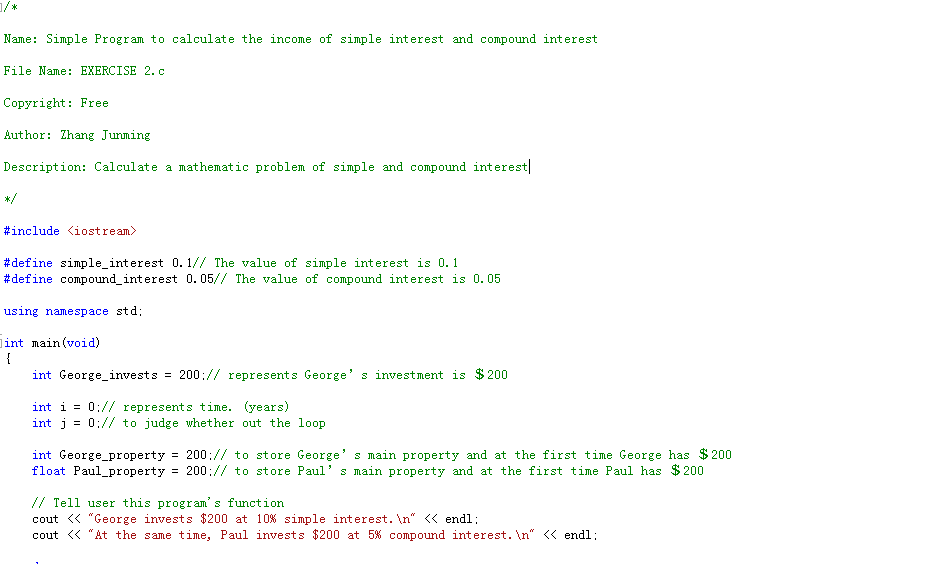 /*
Name: Simple Program to calculate the income of simple interest and compound interest
File Name: EXERCISE 2.c
Copyright: Free
Author: Zhang Junming
Description: Calculate a mathematic problem of simple and compound interest
*/
#include <iostream>
#define simple_interest 0.1// The value of simple interest is 0.1
#define compound_interest 0.05// The value of compound interest is 0.05
using namespace std;
int main(void)
{
int George_invests = 200;// represents George’s investment is $200
int i = 0;// represents time. (years)
int j = 0;// to judge whether out the loop
int George_property = 200;// to store George’s main property and at the first time George has $200
float Paul_property = 200;// to store Paul’s main property and at the first time Paul has $200
// Tell user this program's function
cout << "George invests $200 at 10% simple interest.\n" << endl;
cout << "At the same time, Paul invests $200 at 5% compound interest.\n" << endl;